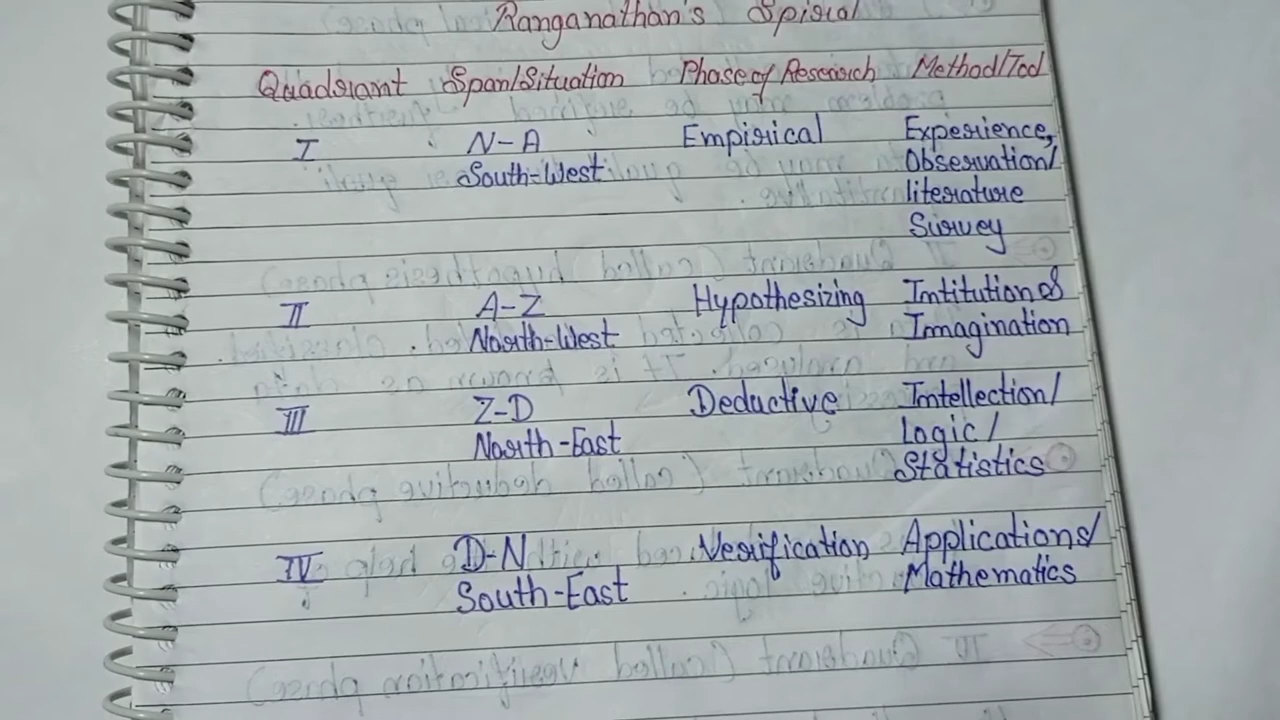 Ranganathan's Spiral
Quadrant Span/Situation Phase of Research Method/Tool
I N-A Empirical Experience,
South-West Observation/
literature
Survey
II A-Z Hypothesizing Intitution &
North-West Imagination
III Z-D Deductive Intellection/
North-East Logic/
Statistics
IV D-N Verification Applications/
South-East Mathematics